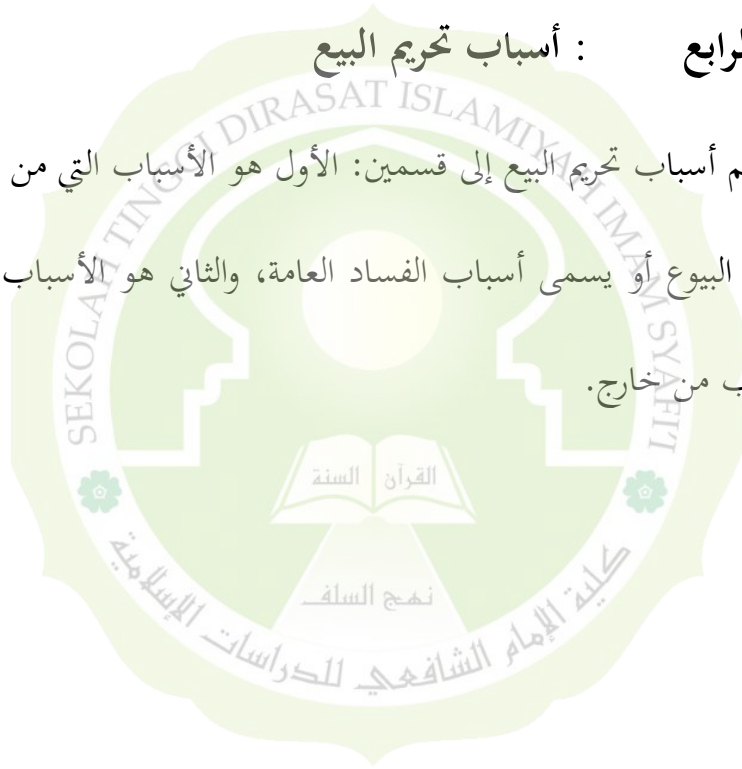 لرابع : أسباب تحريم البيع
م أسباب تحريم البيع إلى قسمين: الأول هو الأسباب التي من
البيوع أو يسمى أسباب الفساد العامة، والثاني هو الأسباب
ب من خارج.
SEKOLAH TINGGI DIRASAT ISLAMIYAH IMAM SYAFI'I
القرآن السنة
نهج السلف
كلية الإمام الشافعي للدراسات الإسلامية